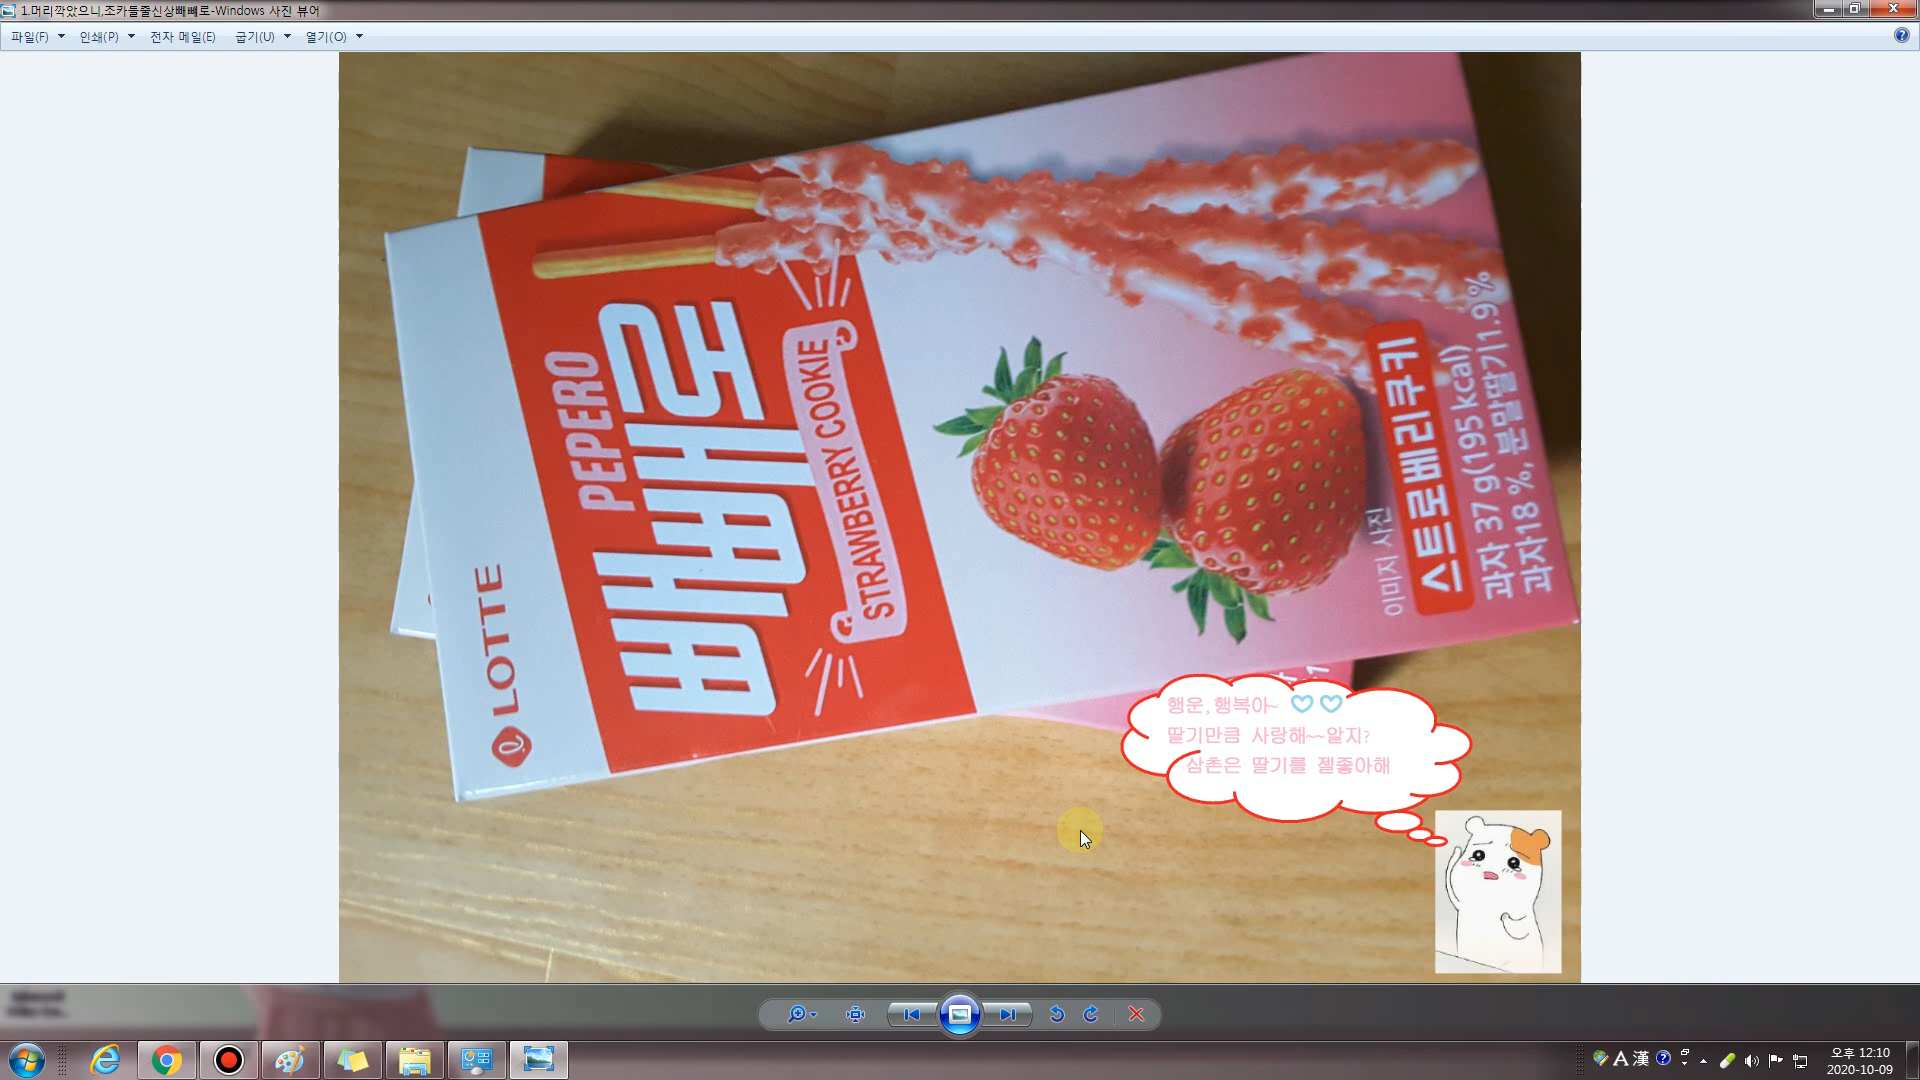 1.머리깍았으니,조카들줄신상빼빼로-Windows 사진 뷰어
파일(F) 인쇄(P) 전자 메일(E) 굽기(U) 열기(O)
LOTTE
PEPERO
빼빼로
STRAWBERRY COOKIE
이미지 사진
스트로베리쿠키
과자 37 g(195 kcal)
과자18 %, 분말딸기1.9 %
행운,행복아~ ♡♡
딸기만큼 사랑해~~알지?
삼촌은 딸기를 젤좋아해
A 漢
오후 12:10
2020-10-09